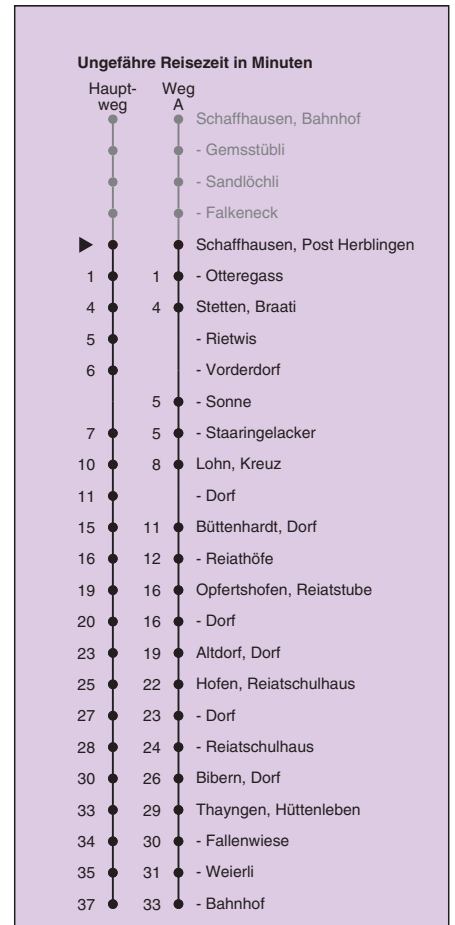 Ungefähre Reisezeit in Minuten
Haupt- Weg
weg A
Schaffhausen, Bahnhof
- Gemsstübli
- Sandlöchli
- Falkeneck
Schaffhausen, Post Herblingen
1 1 - Otteregass
4 4 Stetten, Braati
5 - Rietwis
6 - Vorderdorf
5 - Sonne
7 5 - Staaringelacker
10 8 Lohn, Kreuz
11 - Dorf
15 11 Büttenhardt, Dorf
16 12 - Reiathöfe
19 16 Opfertshofen, Reiatstube
20 16 - Dorf
23 19 Altdorf, Dorf
25 22 Hofen, Reiatschulhaus
27 23 - Dorf
28 24 - Reiatschulhaus
30 26 Bibern, Dorf
33 29 Thayngen, Hüttenleben
34 30 - Fallenwiese
35 31 - Weierli
37 33 - Bahnhof